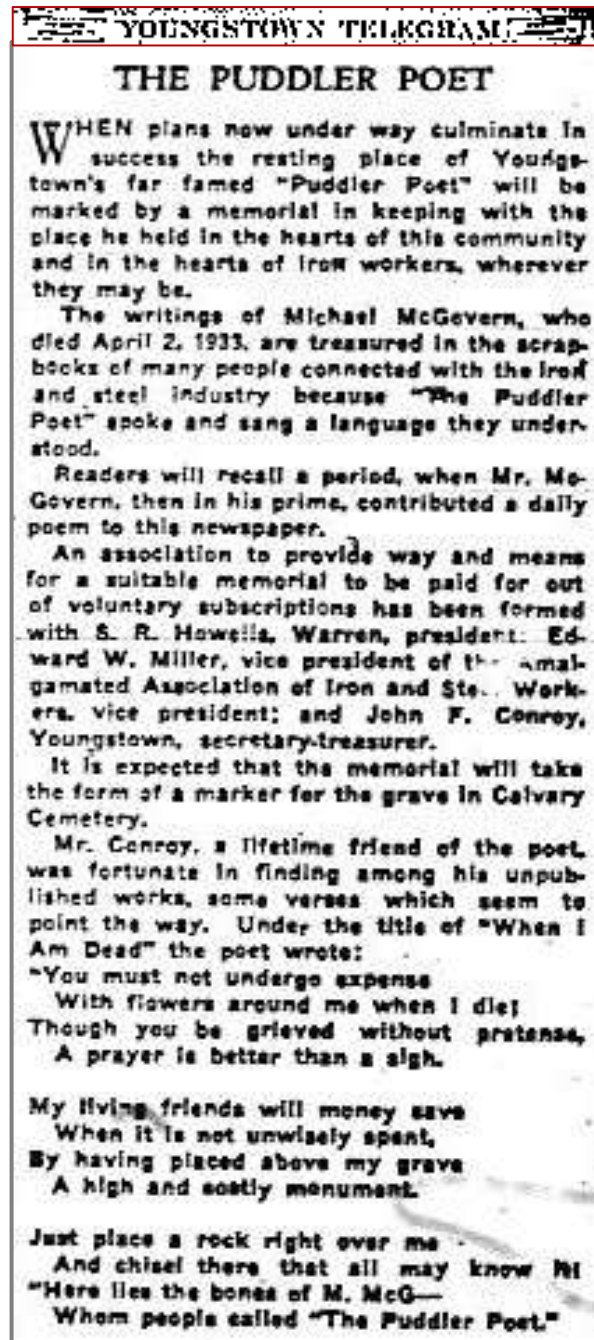 YOUNGSTOWN TELEGRAM
THE PUDDLER POET
WHEN plans now under way culminate in
success the resting place of Youngs-
town's far famed "Puddler Poet" will be
marked by a memorial in keeping with the
place he held in the hearts of this community
and in the hearts of iron workers, wherever
they may be.
The writings of Michael McGovern, who
died April 2, 1933, are treasured in the scrap-
books of many people connected with the iron
and steel industry because "The Puddler
Poet" spoke and sang a language they under-
stood.
Readers will recall a period, when Mr. Mc-
Govern, then in his prime, contributed a daily
poem to this newspaper.
An association to provide way and means
for a suitable memorial to be paid for out
of voluntary subscriptions has been formed
with S. R. Howells, Warren, president; Ed-
ward W. Miller, vice president of the Amal-
gamated Association of Iron and Work-
ers, vice president; and John F. Conroy,
Youngstown, secretary-treasurer.
It is expected that the memorial will take
the form of a marker for the grave in Calvary
Cemetery.
Mr. Conroy, a lifetime friend of the poet,
was fortunate in finding among his unpub-
lished works, some verses which seem to
point the way. Under the title of "When I
Am Dead" the poet wrote:
"You must not undergo expense
With flowers around me when I die;
Though you be grieved without pretense,
A prayer is better than a sigh.
My living friends will money save
When it is not unwisely spent,
By having placed above my grave
A high and costly monument.
Just place a rock right over me
And chisel there that all may know it!
"Here lies the bones of M. McG—
Whom people called "The Puddler Poet."